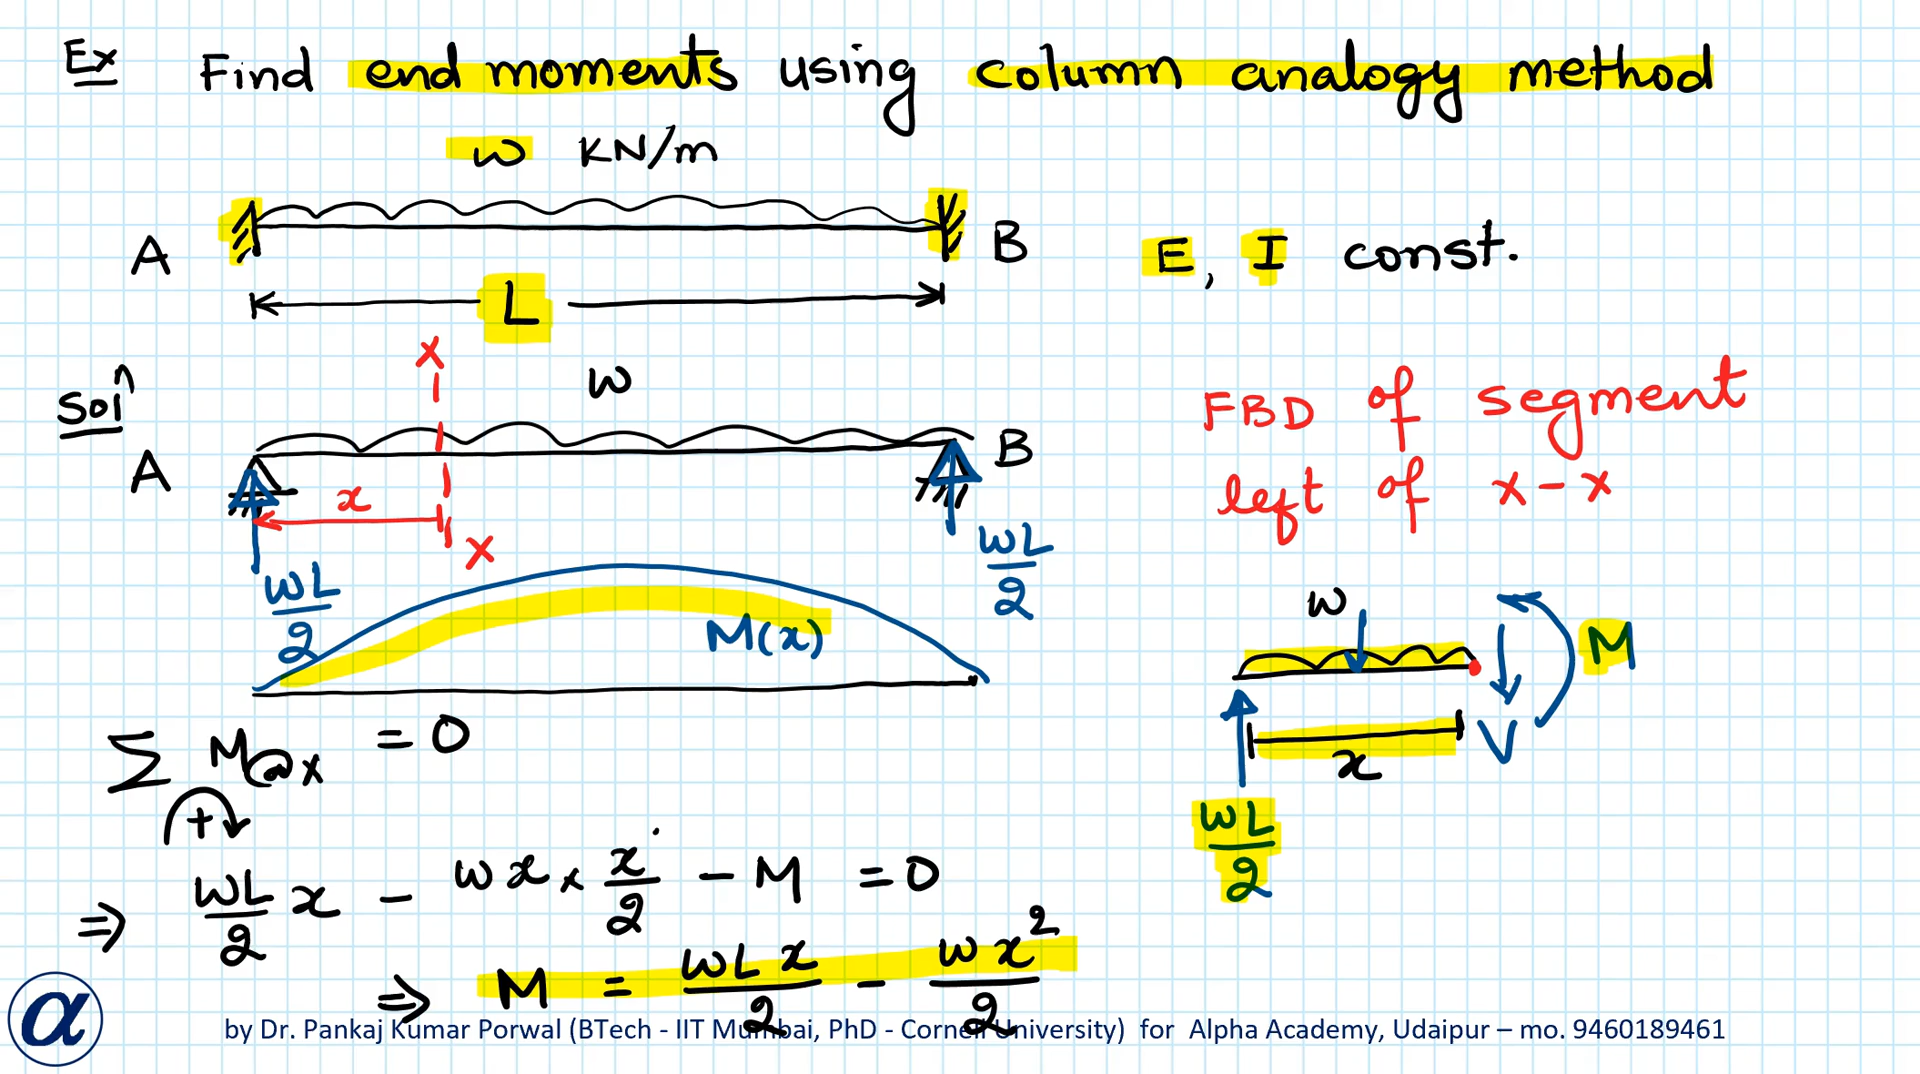 Ex Find end moments using column analogy method
w KN/m
A B
E, I const.
L
Solⁿ
x
w
A B
x
x
wL/2 wL/2
M(x)
FBD of segment
left of x-x
w
M
V
x
wL/2
Σ M@x = 0
+
⇒ wL/2 x - wx × x/2 - M = 0
⇒ M = wLx/2 - wx²/2
α
by Dr. Pankaj Kumar Porwal (BTech - IIT Mumbai, PhD - Cornell University) for Alpha Academy, Udaipur – mo. 9460189461